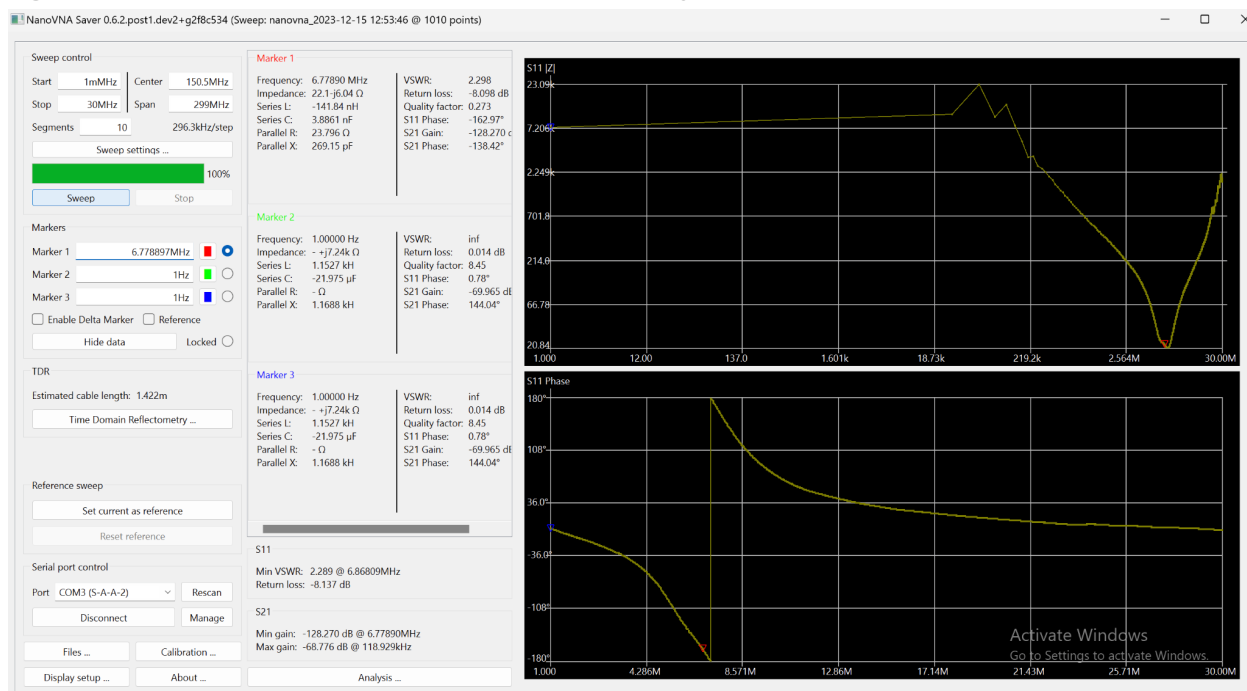 NanoVNA Saver 0.6.2.post1.dev2+g2f8c534 (Sweep: nanovna_2023-12-15 12:53:46 @ 1010 points)
Sweep control
Start 1mMHz Center 150.5MHz
Stop 30MHz Span 299MHz
Segments 10 296.3kHz/step
Sweep settings ...
100%
Sweep Stop
Markers
Marker 1 6.778897MHz
Marker 2 1Hz
Marker 3 1Hz
Enable Delta Marker Reference
Hide data Locked
TDR
Estimated cable length: 1.422m
Time Domain Reflectometry ...
Reference sweep
Set current as reference
Reset reference
Serial port control
Port COM3 (S-A-A-2) Rescan
Disconnect Manage
Files ... Calibration ...
Display setup ... About ...
Marker 1
Frequency: 6.77890 MHz VSWR: 2.298
Impedance: 22.1-j6.04 Ω Return loss: -8.098 dB
Series L: -141.84 nH Quality factor: 0.273
Series C: 3.8861 nF S11 Phase: -162.97°
Parallel R: 23.796 Ω S21 Gain: -128.270
Parallel X: 269.15 pF S21 Phase: -138.42°
Marker 2
Frequency: 1.00000 Hz VSWR: inf
Impedance: - +j7.24k Ω Return loss: 0.014 dB
Series L: 1.1527 kH Quality factor: 8.45
Series C: -21.975 µF S11 Phase: 0.78°
Parallel R: - Ω S21 Gain: -69.965 dB
Parallel X: 1.1688 kH S21 Phase: 144.04°
Marker 3
Frequency: 1.00000 Hz VSWR: inf
Impedance: - +j7.24k Ω Return loss: 0.014 dB
Series L: 1.1527 kH Quality factor: 8.45
Series C: -21.975 µF S11 Phase: 0.78°
Parallel R: - Ω S21 Gain: -69.965 dB
Parallel X: 1.1688 kH S21 Phase: 144.04°
S11
Min VSWR: 2.289 @ 6.86809MHz
Return loss: -8.137 dB
S21
Min gain: -128.270 dB @ 6.77890MHz
Max gain: -68.776 dB @ 118.929kHz
Analysis ...
S11 |Z|
23.09k
7.206k
2.249k
701.8
214.0
66.78
20.84
1.000 12.00 137.0 1.601k 18.73k 219.2k 2.564M 30.00M
S11 Phase
180°
108°
36.0°
-36.0°
-108°
-180°
1.000 4.286M 8.571M 12.86M 17.14M 21.43M 25.71M 30.00M
Activate Windows
Go to Settings to activate Windows.